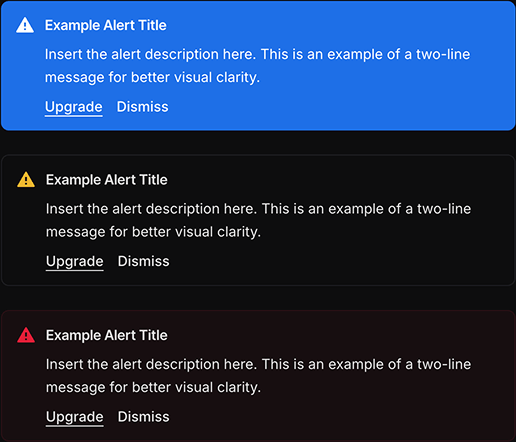 Example Alert Title
Insert the alert description here. This is an example of a two-line
message for better visual clarity.
Upgrade Dismiss
Example Alert Title
Insert the alert description here. This is an example of a two-line
message for better visual clarity.
Upgrade Dismiss
Example Alert Title
Insert the alert description here. This is an example of a two-line
message for better visual clarity.
Upgrade Dismiss